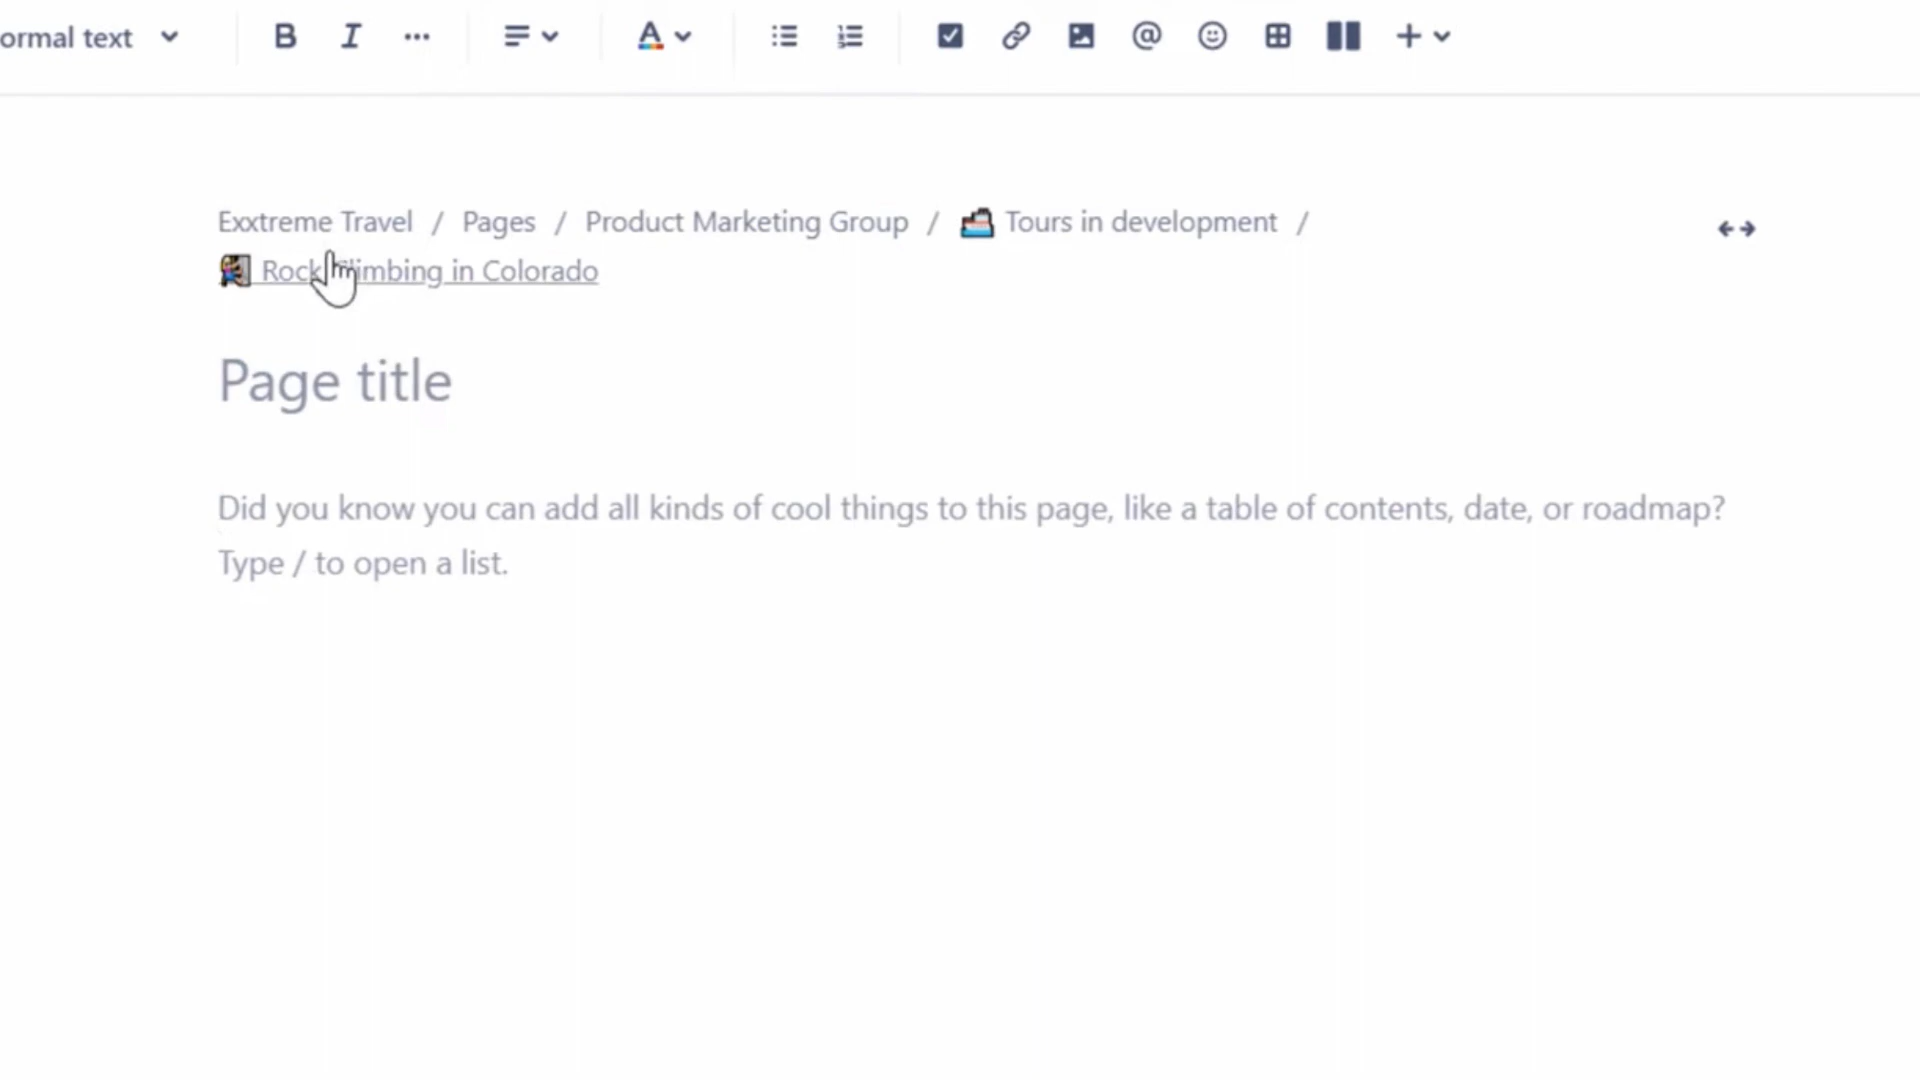 ormal text
Exxtreme Travel / Pages / Product Marketing Group / Tours in development /
Rock Climbing in Colorado
Page title
Did you know you can add all kinds of cool things to this page, like a table of contents, date, or roadmap?
Type / to open a list.